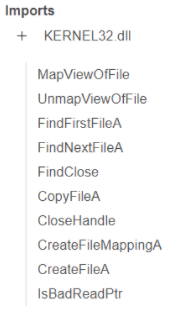 Imports
+ KERNEL32.dll
MapViewOfFile
UnmapViewOfFile
FindFirstFileA
FindNextFileA
FindClose
CopyFileA
CloseHandle
CreateFileMappingA
CreateFileA
IsBadReadPtr